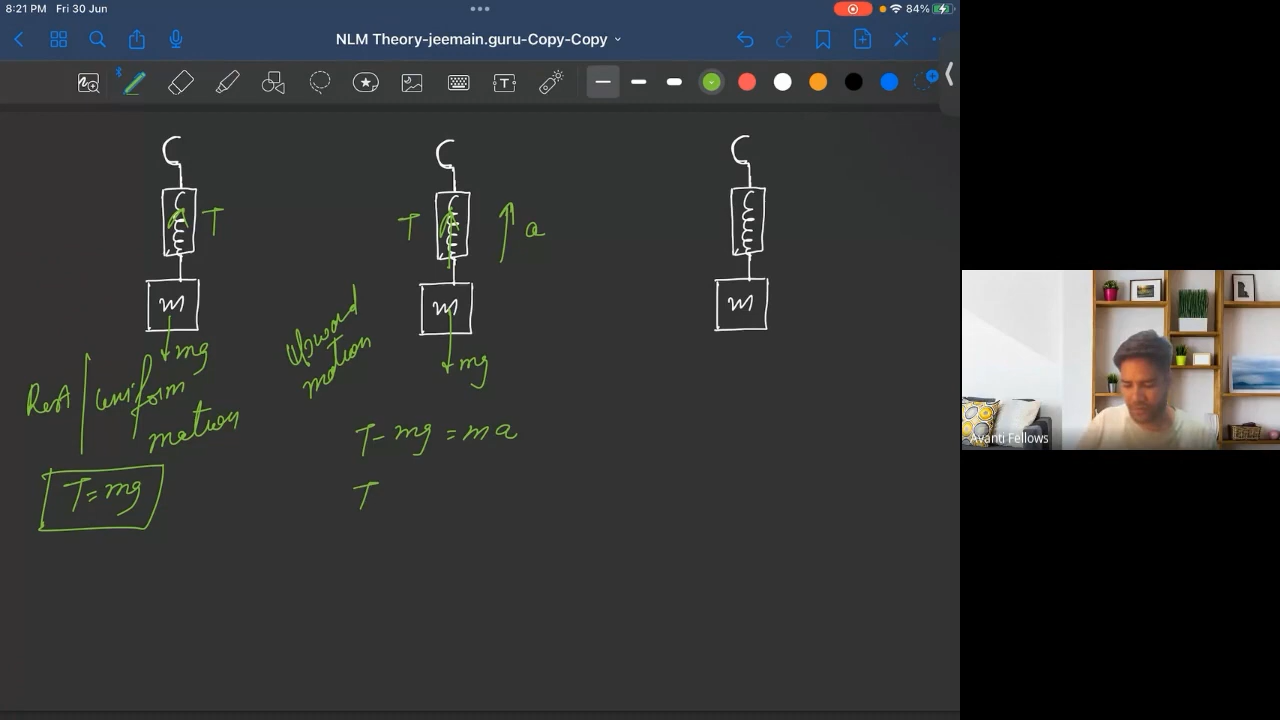 8:21 PM Fri 30 Jun
84%
NLM Theory-jeemain.guru-Copy-Copy
T
T
a
m
m
m
mg
mg
Rest
uniform
motion
Upward
motion
T - mg = ma
T = mg
T
Avanti Fellows